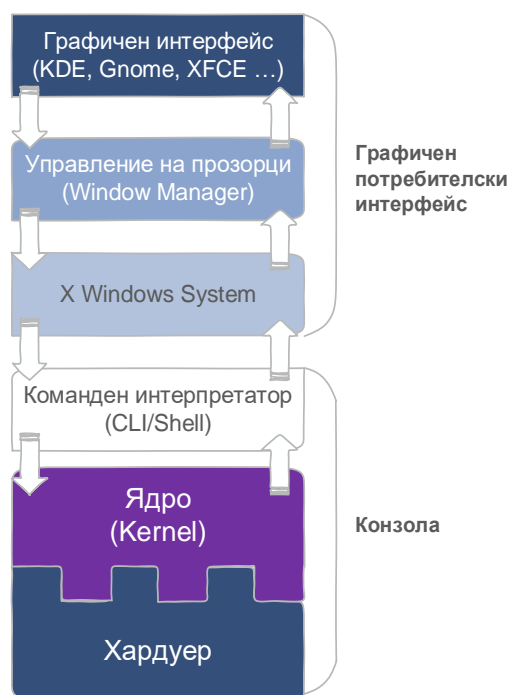 Графичен интерфейс
(KDE, Gnome, XFCE …)
Управление на прозорци
(Window Manager)
Графичен
потребителски
интерфейс
X Windows System
Команден интерпретатор
(CLI/Shell)
Ядро
(Kernel)
Конзола
Хардуер